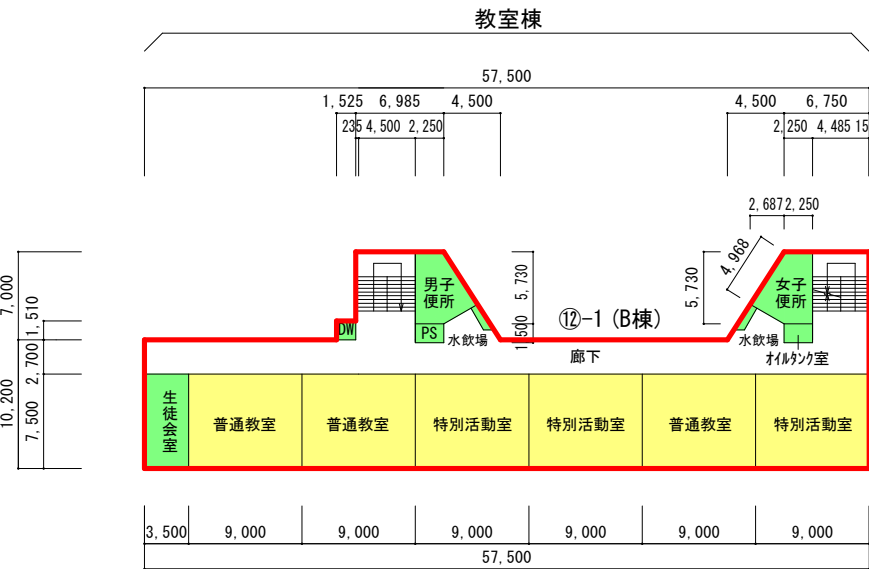 教室棟
57,500
1,525 6,985 4,500 4,500 6,750
235 4,500 2,250 2,250 4,485 15
2,687 2,250
7,000
1,510
2,700
10,200
7,500
5,730
5,730
4,968
男子
便所
女子
便所
DW
PS
水飲場
⑫-1 (B棟)
水飲場
廊下
オイルタンク室
生徒会室
普通教室
普通教室
特別活動室
特別活動室
普通教室
特別活動室
3,500 9,000 9,000 9,000 9,000 9,000 9,000
57,500